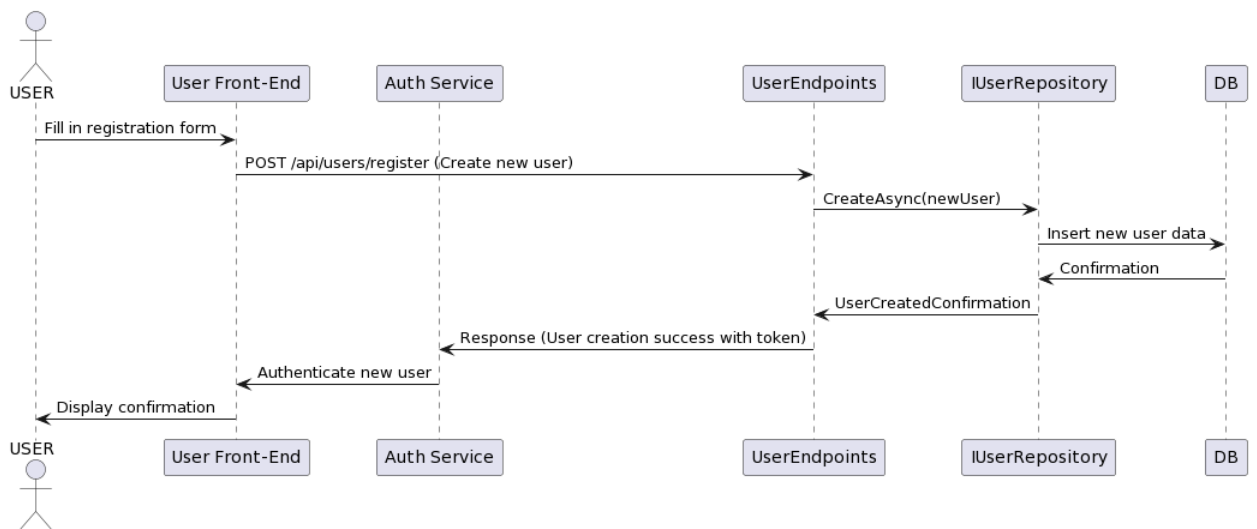 USER
User Front-End
Auth Service
UserEndpoints
IUserRepository
DB
Fill in registration form
POST /api/users/register (Create new user)
CreateAsync(newUser)
Insert new user data
Confirmation
UserCreatedConfirmation
Response (User creation success with token)
Authenticate new user
Display confirmation
USER
User Front-End
Auth Service
UserEndpoints
IUserRepository
DB